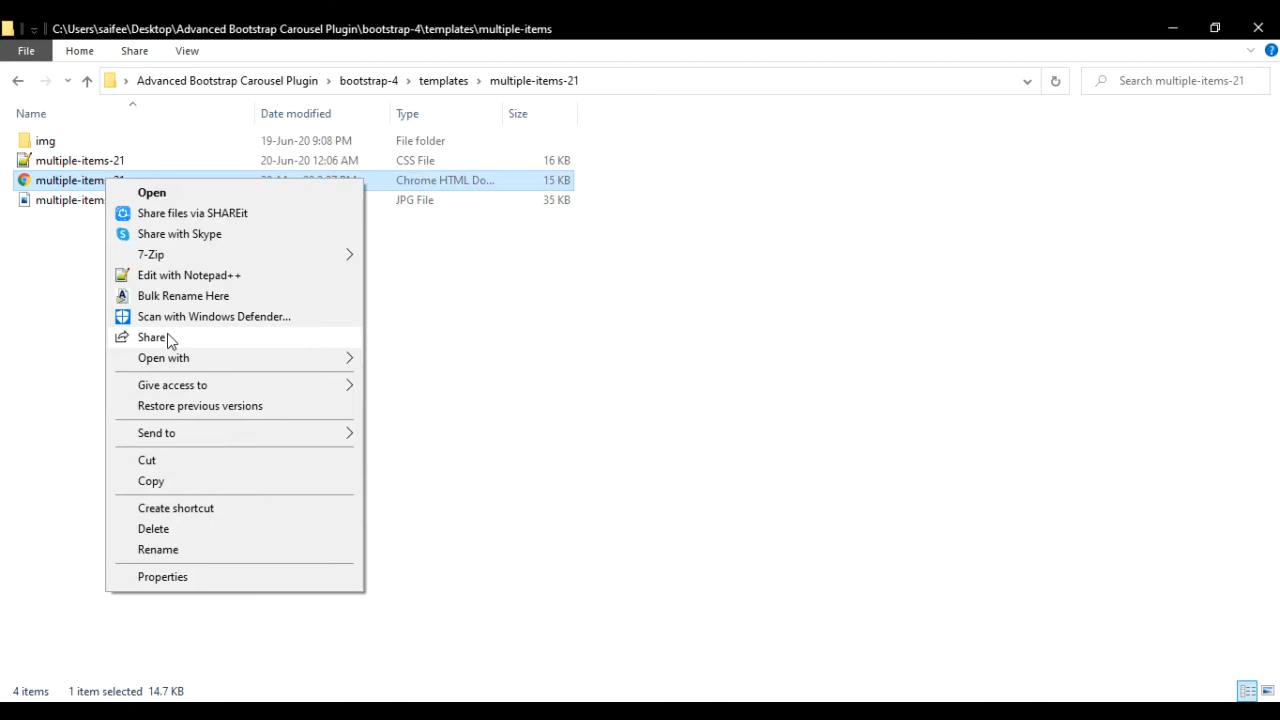 C:\Users\saifee\Desktop\Advanced Bootstrap Carousel Plugin\bootstrap-4\templates\multiple-items
File Home Share View
Advanced Bootstrap Carousel Plugin > bootstrap-4 > templates > multiple-items-21 Search multiple-items-21
Name Date modified Type Size
img 19-Jun-20 9:08 PM File folder
multiple-items-21 20-Jun-20 12:06 AM CSS File 16 KB
multiple-items Chrome HTML Do... 15 KB
multiple-item JPG File 35 KB
Open
Share files via SHAREit
Share with Skype
7-Zip
Edit with Notepad++
Bulk Rename Here
Scan with Windows Defender...
Share
Open with
Give access to
Restore previous versions
Send to
Cut
Copy
Create shortcut
Delete
Rename
Properties
4 items 1 item selected 14.7 KB